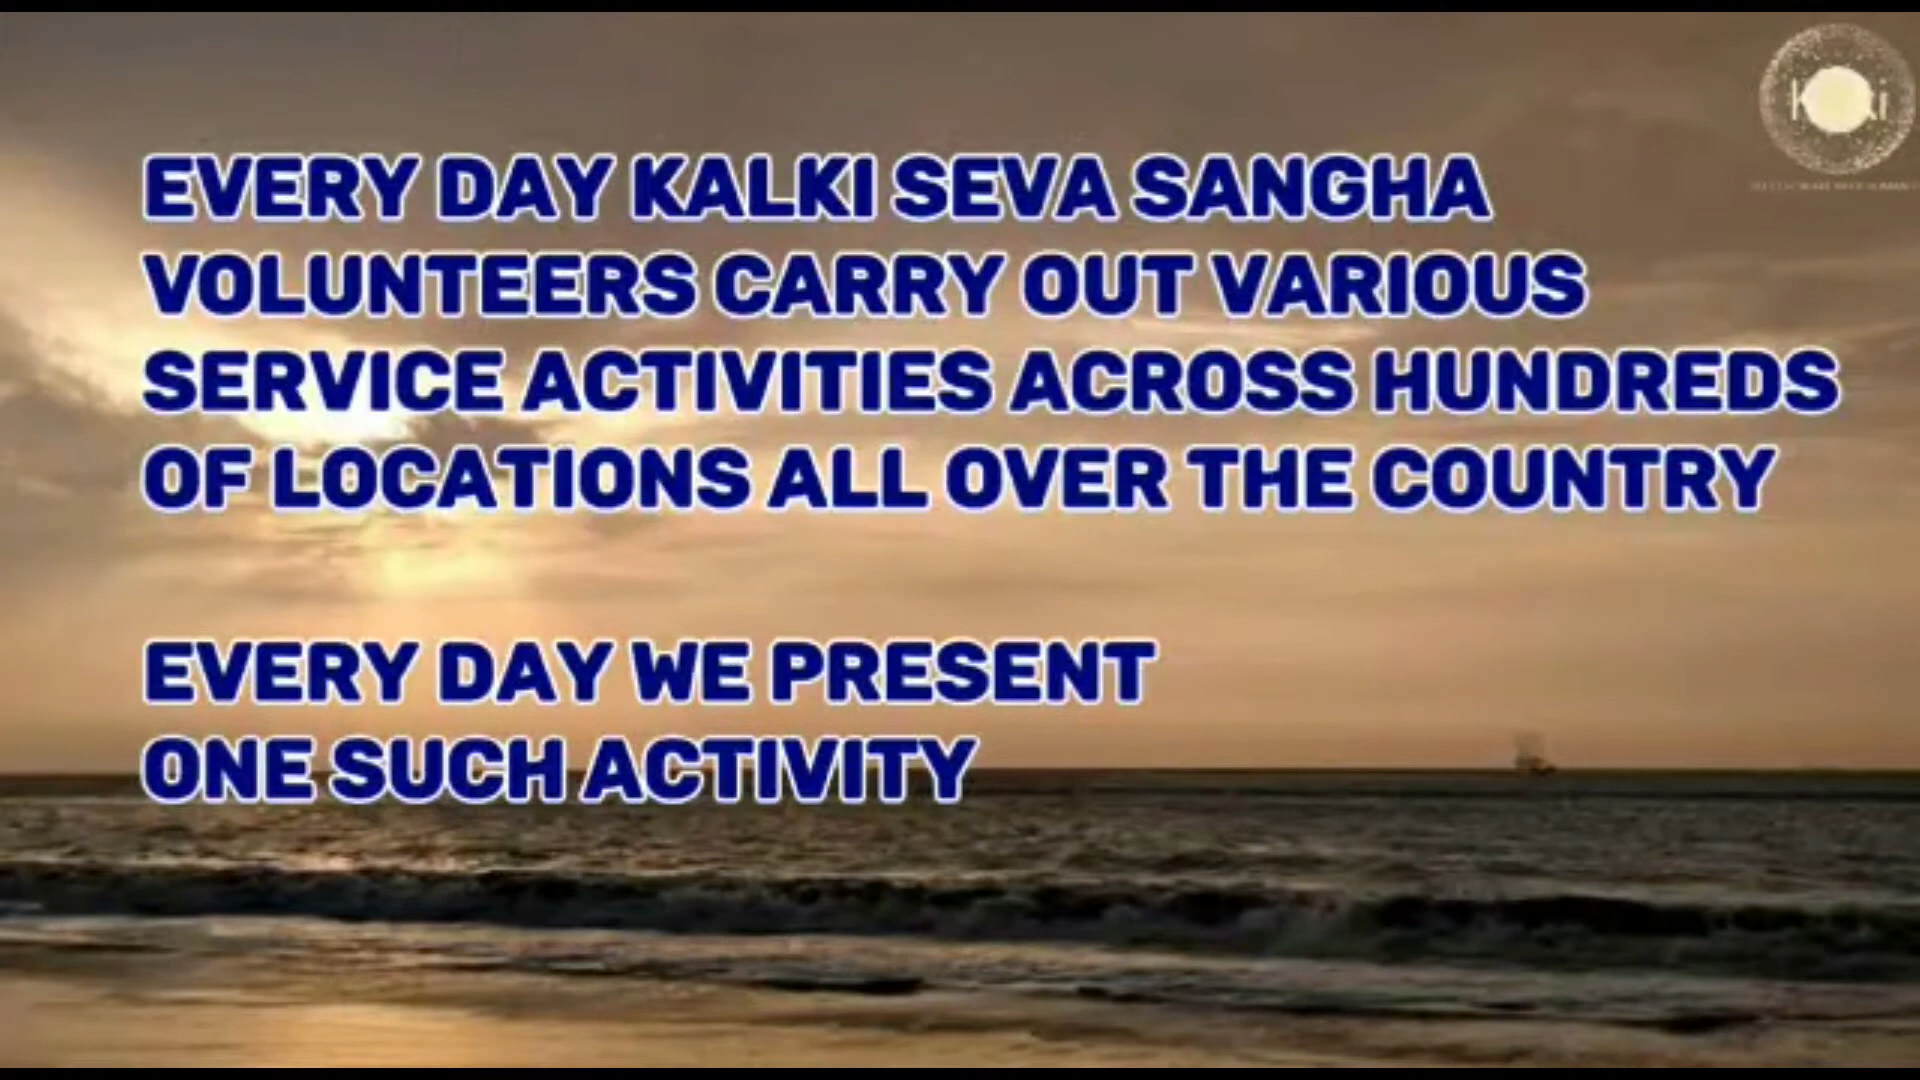 EVERY DAY KALKI SEVA SANGHA
VOLUNTEERS CARRY OUT VARIOUS
SERVICE ACTIVITIES ACROSS HUNDREDS
OF LOCATIONS ALL OVER THE COUNTRY
EVERY DAY WE PRESENT
ONE SUCH ACTIVITY